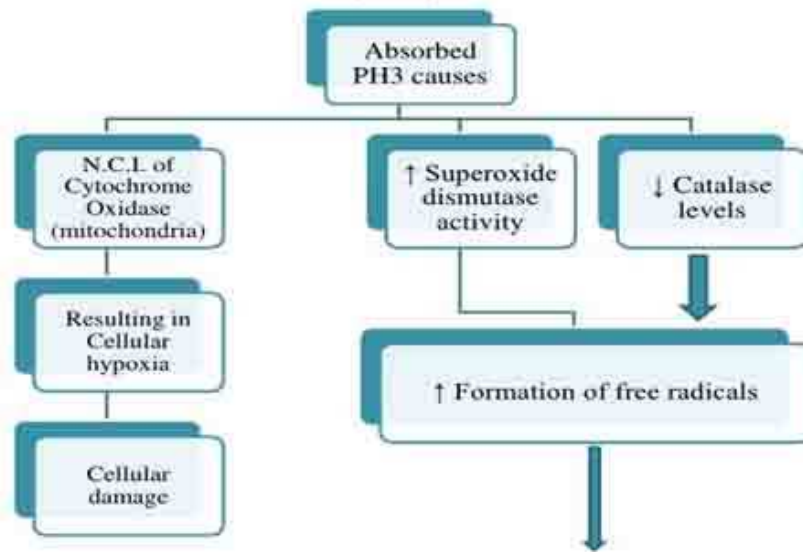 Absorbed
PH3 causes
N.C.I. of
Cytochrome
Oxidase
(mitochondria)
↑ Superoxide
dismutase
activity
↓ Catalase
levels
Resulting in
Cellular
hypoxia
↑ Formation of free radicals
Cellular
damage